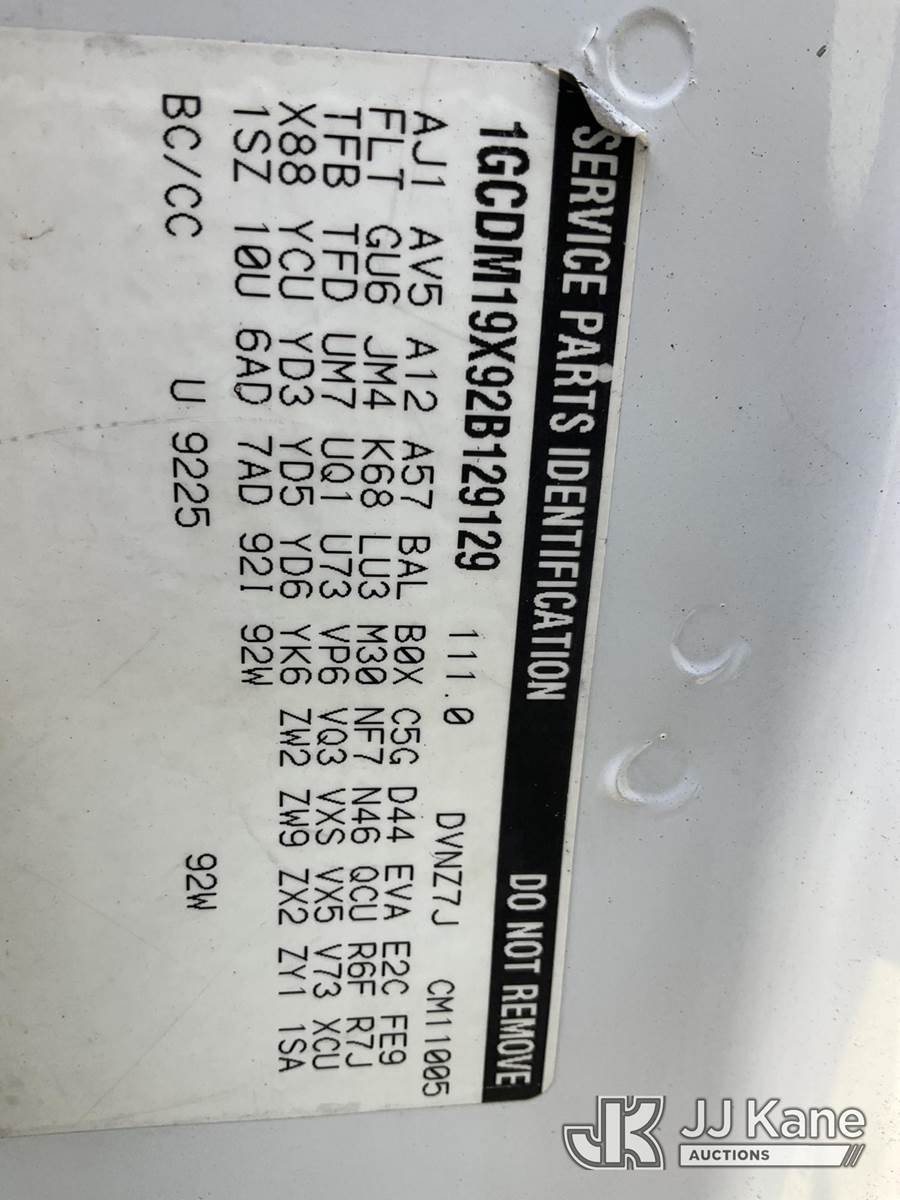 SERVICE PARTS IDENTIFICATION DO NOT REMOVE
1GCDM19X92B129129 111.0 DVNZ7J CM11005
AJ1 AV5 A12 A57 BAL B0X C5G D44 EVA E2C FE9
FLT GU6 JM4 K68 LU3 M30 NF7 N46 QCU R6F R7J
TFB TFD UM7 UQ1 U73 VP6 VQ3 VXS VX5 V73 XCU
X88 YCU YD3 YD5 YD6 YK6 ZW2 ZW9 ZX2 ZY1 1SA
1SZ 10U 6AD 7AD 92I 92W
BC/CC U 9225 92W
JK JJ Kane
AUCTIONS